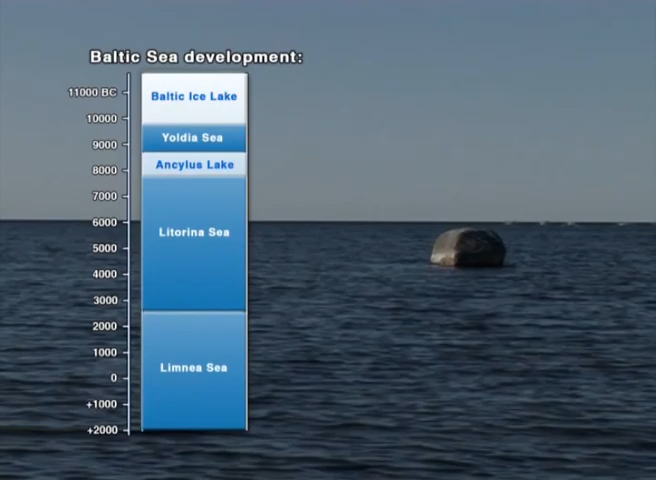 Baltic Sea development:
11000 BC
Baltic Ice Lake
10000
Yoldia Sea
9000
Ancylus Lake
8000
7000
6000
Litorina Sea
5000
4000
3000
2000
1000
Limnea Sea
0
+1000
+2000